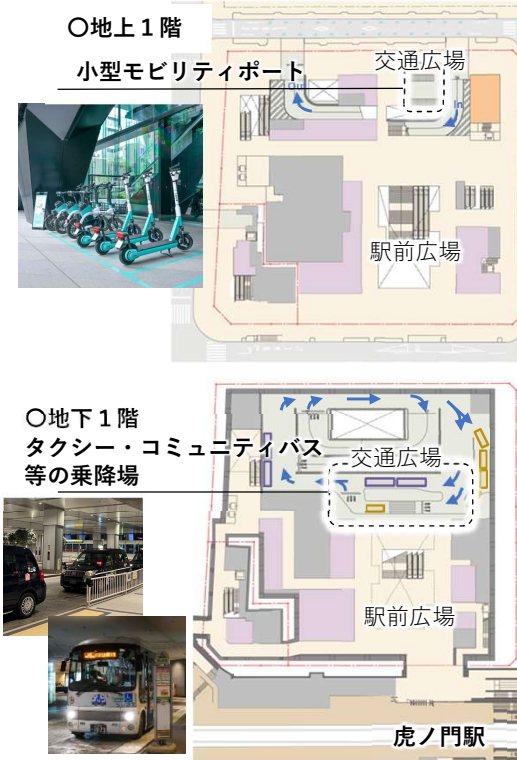 〇地上１階
小型モビリティポート
交通広場
Out
In
駅前広場
〇地下１階
タクシー・コミュニティバス
等の乗降場
交通広場
駅前広場
虎ノ門駅